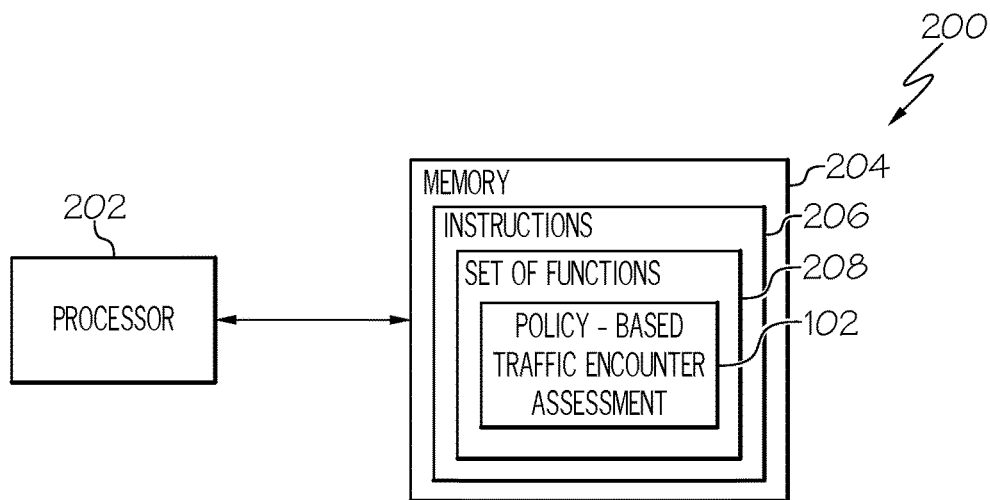 200
MEMORY
204
INSTRUCTIONS
206
202
SET OF FUNCTIONS
208
PROCESSOR
POLICY - BASED
TRAFFIC ENCOUNTER
ASSESSMENT
102